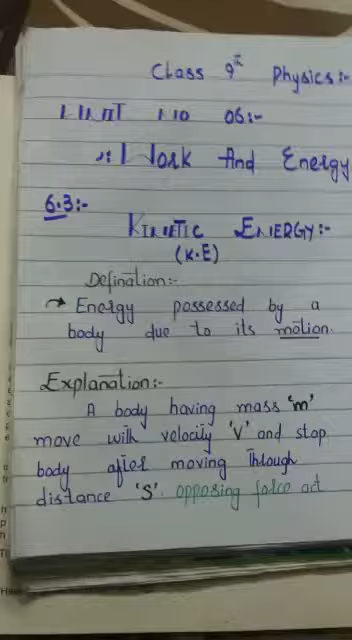 Class 9th Physics:-
UNIT NO 06:-
:Work And Energy
6.3:-
KINETIC ENERGY:-
(K.E)
Defination:-
→ Energy possessed by a
body due to its motion.
Explanation:-
A body having mass 'm'
move with velocity 'V' and stop
body after moving through
distance 'S'. opposing force act